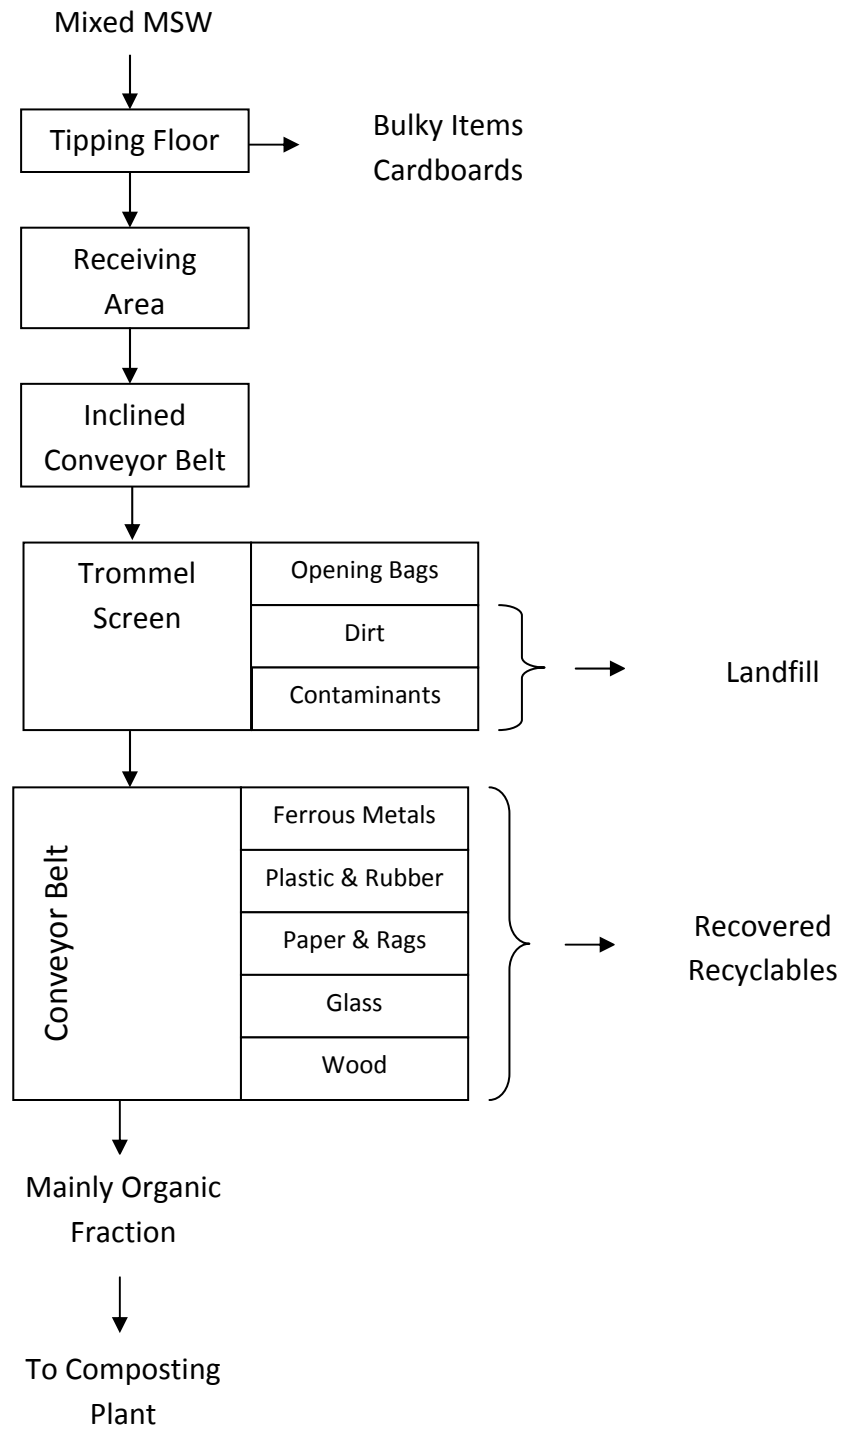 Mixed MSW
Tipping Floor
Bulky Items
Cardboards
Receiving
Area
Inclined
Conveyor Belt
Trommel
Screen
Opening Bags
Dirt
Contaminants
Landfill
Conveyor Belt
Ferrous Metals
Plastic & Rubber
Paper & Rags
Glass
Wood
Recovered
Recyclables
Mainly Organic
Fraction
To Composting
Plant